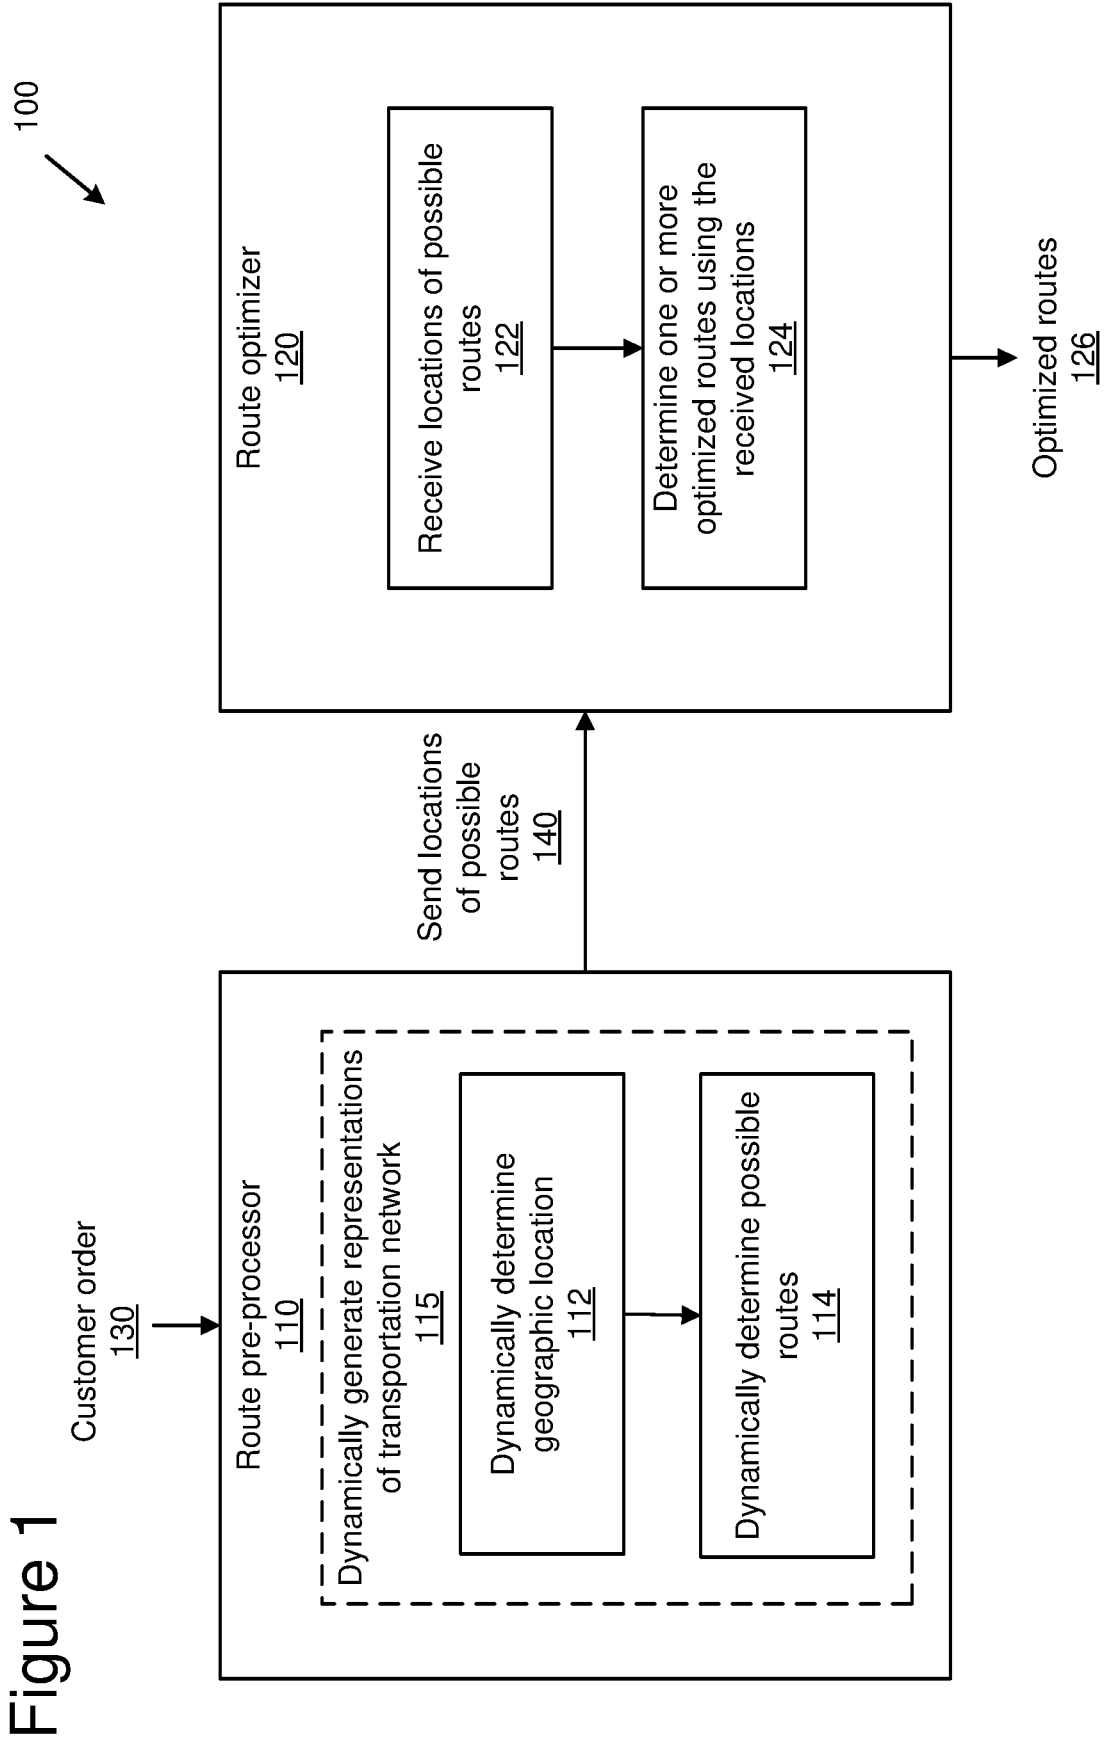 Figure 1
100
Customer order
130
Route pre-processor
110
Dynamically generate representations
of transportation network
115
Dynamically determine
geographic location
112
Dynamically determine possible
routes
114
Send locations
of possible
routes
140
Route optimizer
120
Receive locations of possible
routes
122
Determine one or more
optimized routes using the
received locations
124
Optimized routes
126